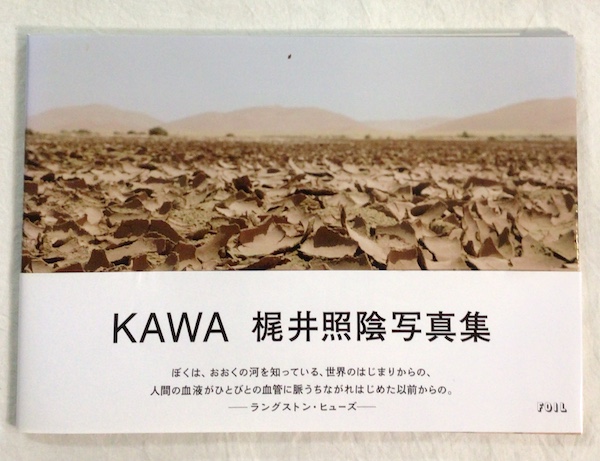 KAWA 梶井照陰写真集
ぼくは、おおくの河を知っている、世界のはじまりからの、
人間の血液がひとびとの血管に脈うちながれはじめた以前からの。
──ラングストン・ヒューズ──
FOIL